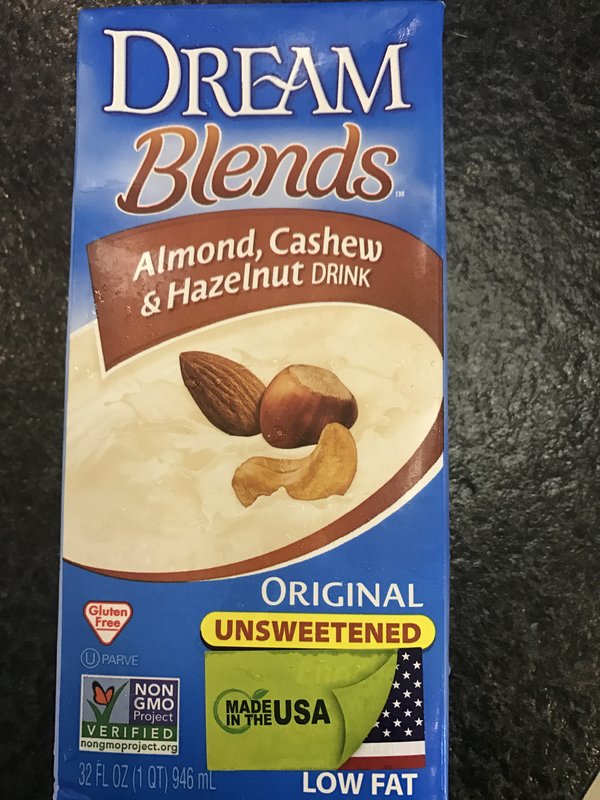 DREAM
Blends™
Almond, Cashew
& Hazelnut DRINK
ORIGINAL
UNSWEETENED
Gluten
Free
U PARVE
NON
GMO
Project
VERIFIED
nongmoproject.org
MADE
IN THE USA
32 FL OZ (1 QT) 946 mL
LOW FAT